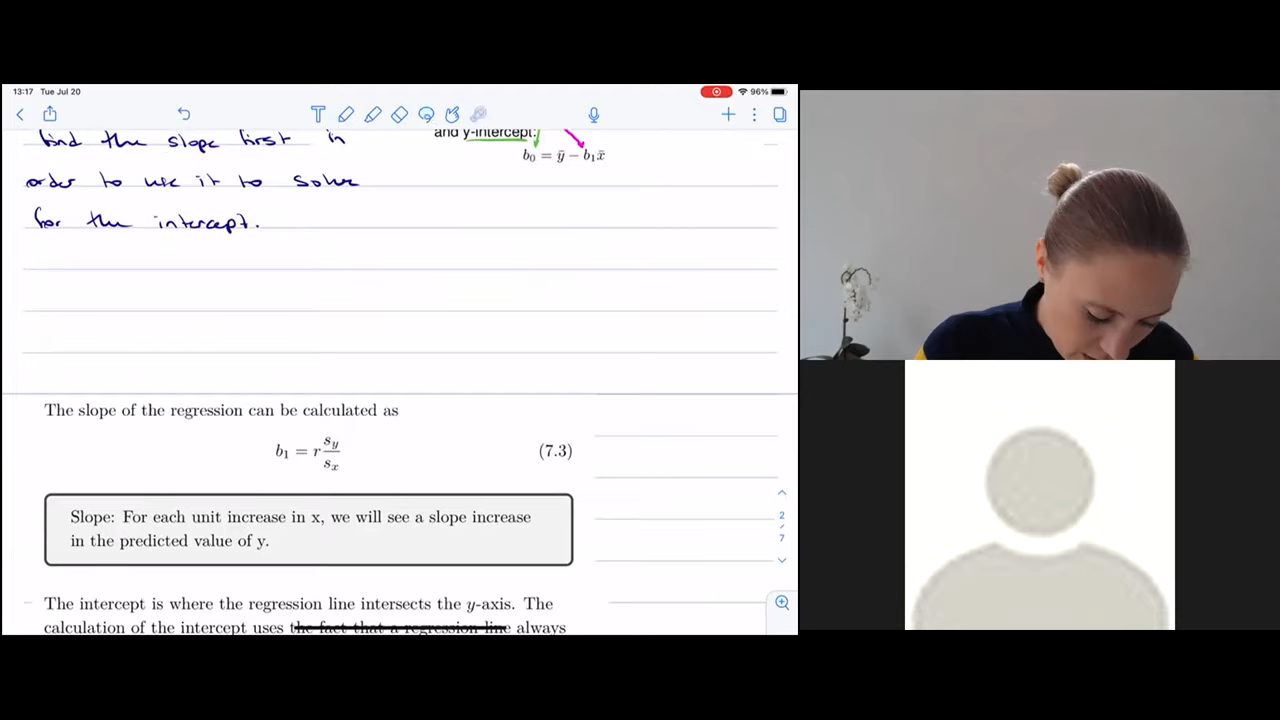 13:17 Tue Jul 20
96%
find the slope first in
order to use it to solve
for the intercept.
and y-intercept:
b₀ = ȳ − b₁x̄
The slope of the regression can be calculated as
b₁ = r s_y / s_x (7.3)
Slope: For each unit increase in x, we will see a slope increase
in the predicted value of y.
2
/
7
The intercept is where the regression line intersects the y-axis. The
calculation of the intercept uses the fact that a regression line always